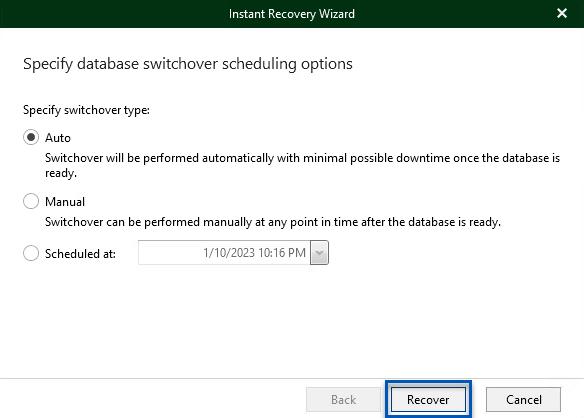 Instant Recovery Wizard
Specify database switchover scheduling options
Specify switchover type:
Auto
Switchover will be performed automatically with minimal possible downtime once the database is
ready.
Manual
Switchover can be performed manually at any point in time after the database is ready.
Scheduled at: 1/10/2023 10:16 PM
Back Recover Cancel